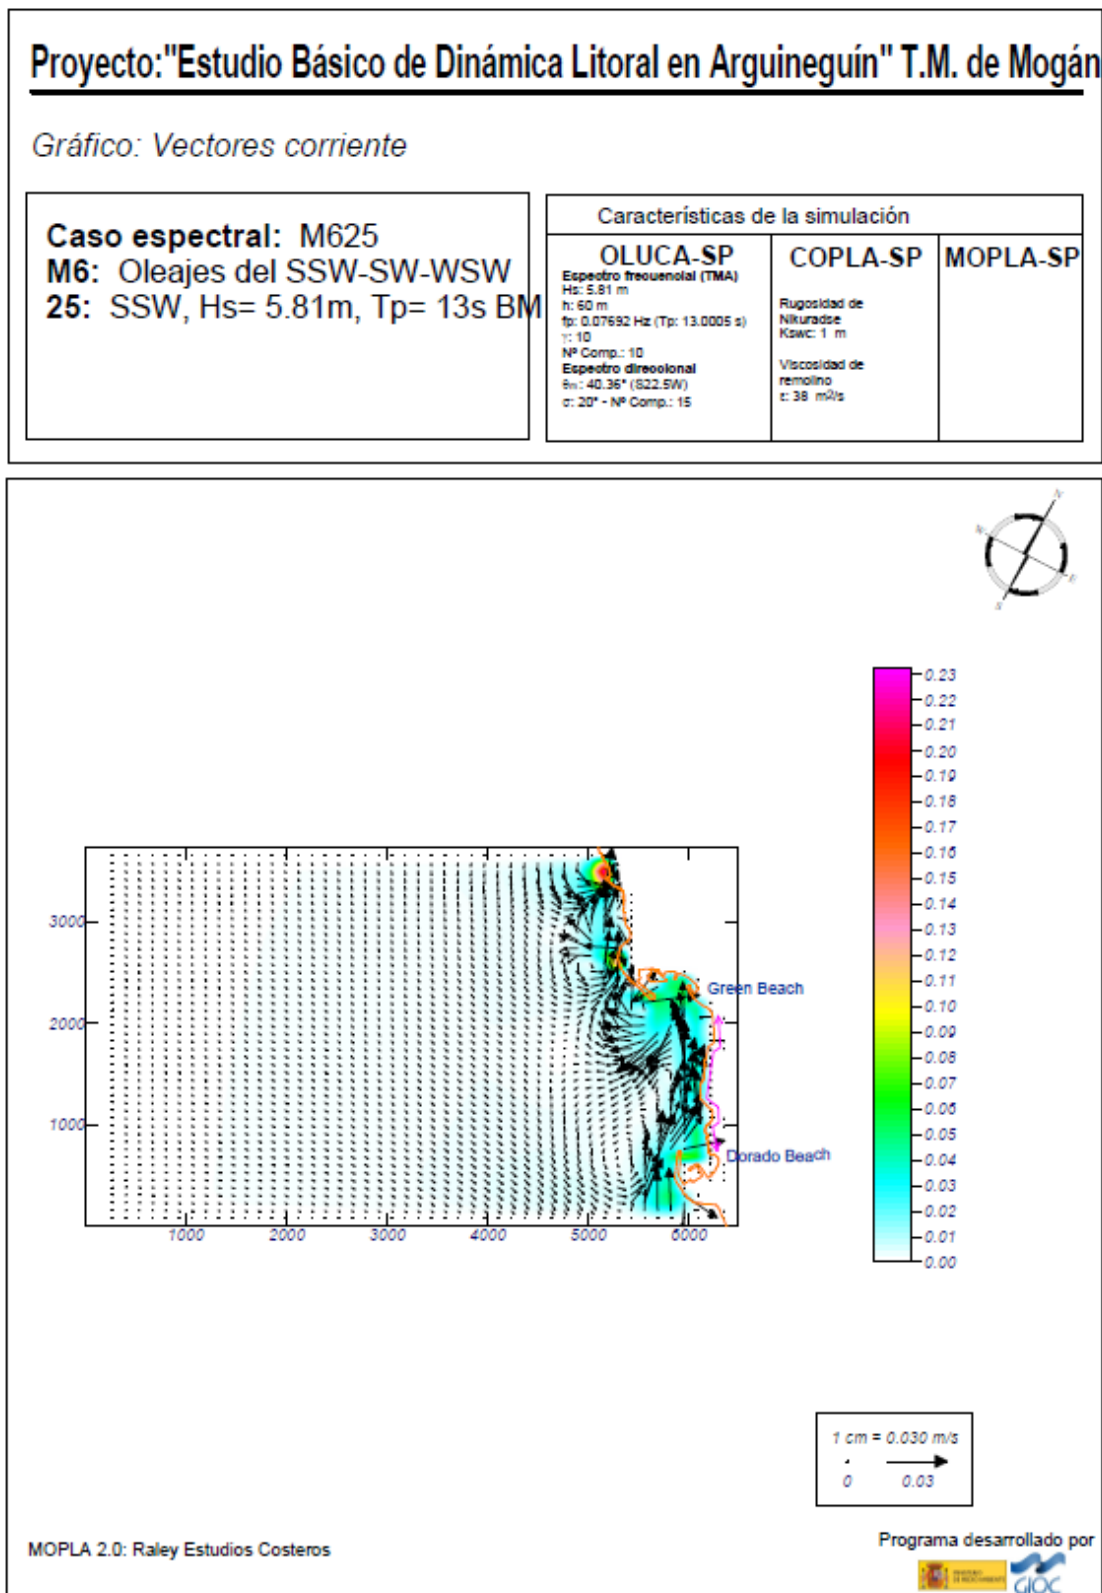 Proyecto:"Estudio Básico de Dinámica Litoral en Arguineguín" T.M. de Mogán
Gráfico: Vectores corriente
Caso espectral: M625
M6: Oleajes del SSW-SW-WSW
25: SSW, Hs= 5.81m, Tp= 13s BM
Características de la simulación
OLUCA-SP
Espectro frecuencial (TMA)
Hs: 5.81 m
h: 60 m
fp: 0.07692 Hz (Tp: 13.0005 s)
γ: 10
Nº Comp.: 10
Espectro direccional
θm: 40.36° (S22.5W)
σ: 20° - Nº Comp.: 15
COPLA-SP
Rugosidad de
Nikuradse
Kswc: 1 m
Viscosidad de
remolino
ε: 38 m2/s
MOPLA-SP
N
W
E
S
0.23
0.22
0.21
0.20
0.19
0.18
0.17
0.16
0.15
0.14
0.13
0.12
0.11
0.10
0.09
0.08
0.07
0.06
0.05
0.04
0.03
0.02
0.01
0.00
3000
2000
1000
Green Beach
Dorado Beach
1000
2000
3000
4000
5000
6000
1 cm = 0.030 m/s
0
0.03
MOPLA 2.0: Raley Estudios Costeros
Programa desarrollado por
GIOC